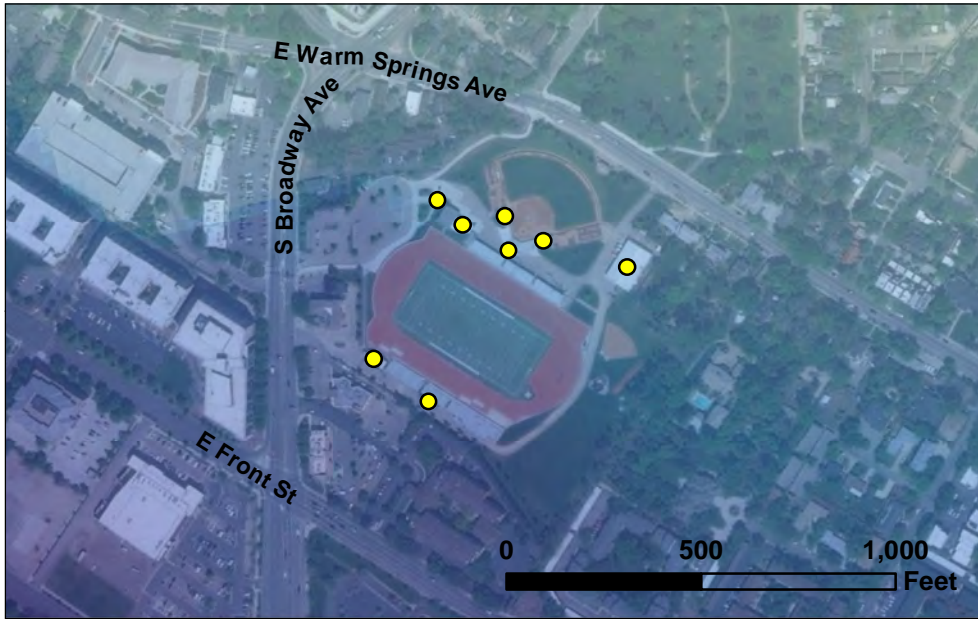 E Warm Springs Ave
S Broadway Ave
E Front St
0 500 1,000
Feet